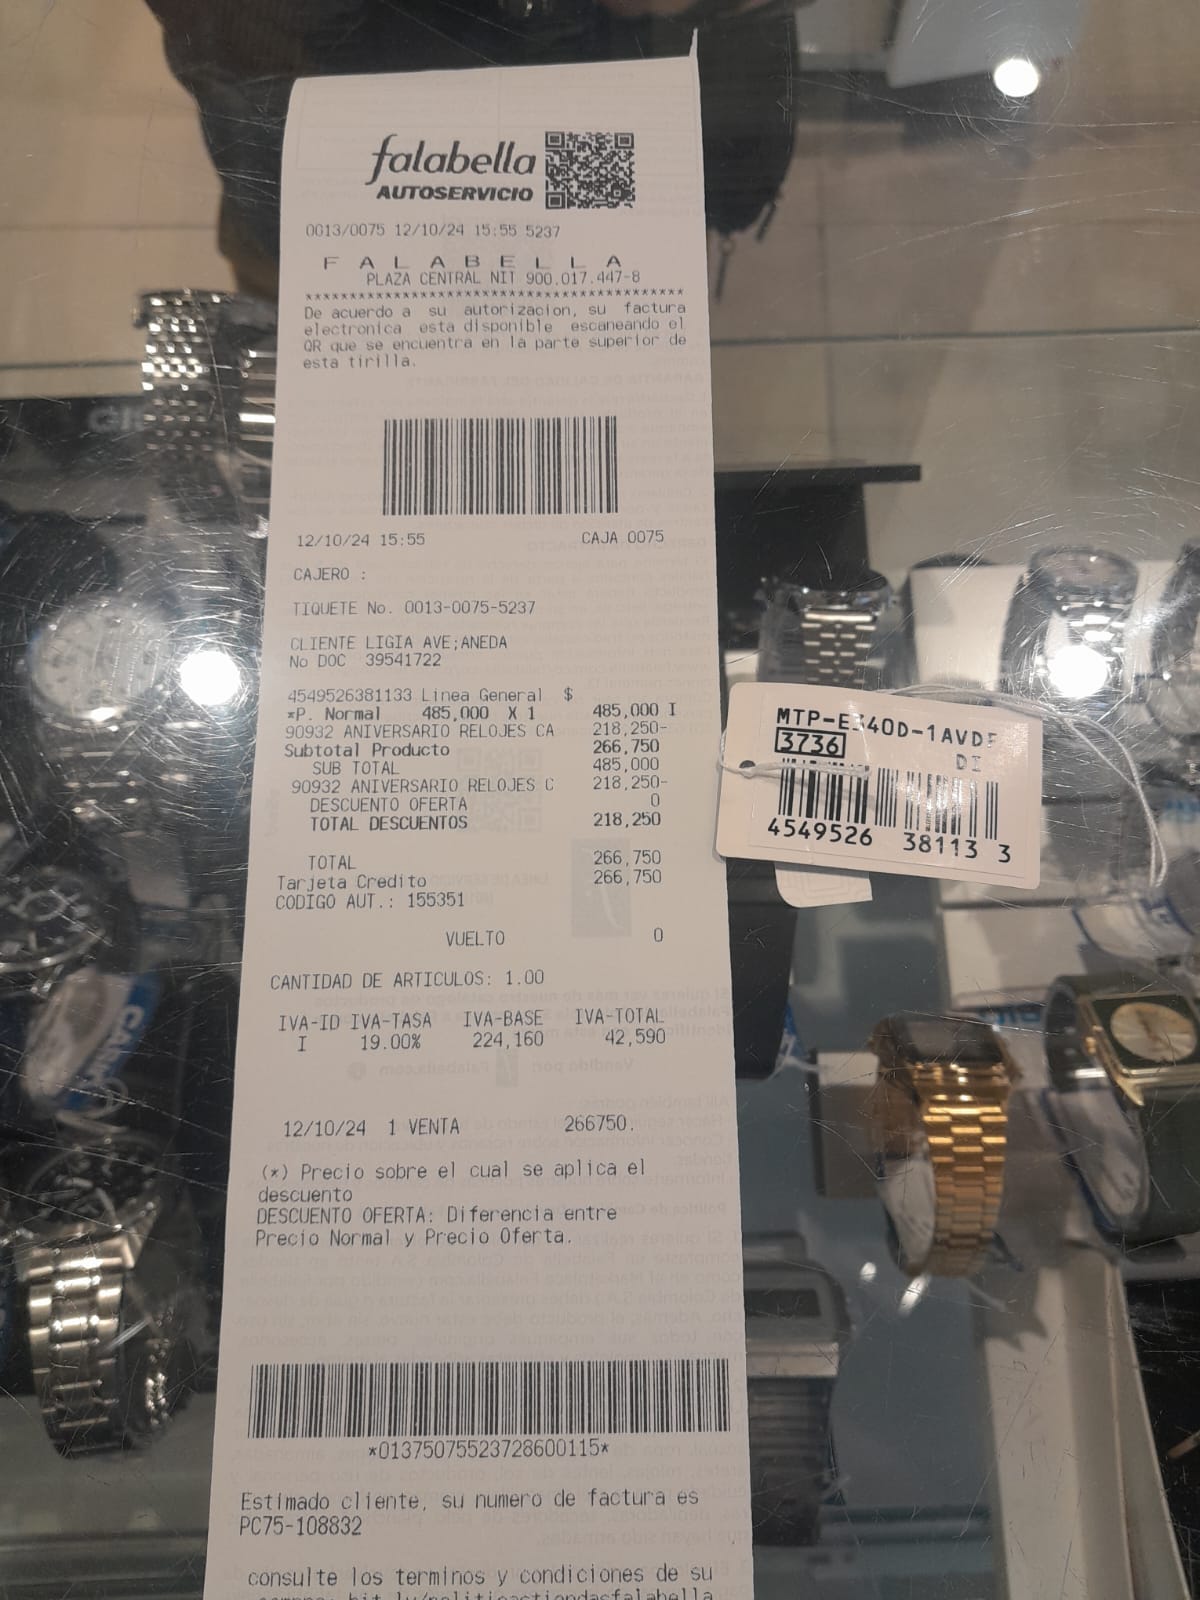 falabella
AUTOSERVICIO
0013/0075 12/10/24 15:55 5237
F A L A B E L L A
PLAZA CENTRAL NIT 900.017.447-8
*******************************************
De acuerdo a su autorizacion, su factura
electronica esta disponible escaneando el
QR que se encuentra en la parte superior de
esta tirilla.
12/10/24 15:55 CAJA 0075
CAJERO :
TIQUETE No. 0013-0075-5237
CLIENTE LIGIA AVE;ANEDA
No DOC 39541722
4549526381133 Linea General $
*P. Normal 485,000 X 1 485,000 I
90932 ANIVERSARIO RELOJES CA 218,250-
Subtotal Producto 266,750
SUB TOTAL 485,000
90932 ANIVERSARIO RELOJES C 218,250-
DESCUENTO OFERTA 0
TOTAL DESCUENTOS 218,250
TOTAL 266,750
Tarjeta Credito 266,750
CODIGO AUT.: 155351
VUELTO 0
CANTIDAD DE ARTICULOS: 1.00
IVA-ID IVA-TASA IVA-BASE IVA-TOTAL
I 19.00% 224,160 42,590
12/10/24 1 VENTA 266750.
(*) Precio sobre el cual se aplica el
descuento
DESCUENTO OFERTA: Diferencia entre
Precio Normal y Precio Oferta.
*01375075523728600115*
Estimado cliente, su numero de factura es
PC75-108832
consulte los terminos y condiciones de su
MTP-E340D-1AVDF
3736 DI
4549526 38113 3